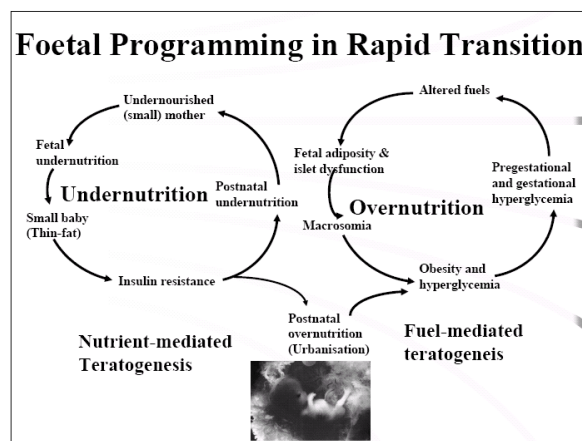 Foetal Programming in Rapid Transition
Undernourished
(small) mother
Fetal
undernutrition
Undernutrition
Postnatal
undernutrition
Small baby
(Thin-fat)
Insulin resistance
Postnatal
overnutrition
(Urbanisation)
Nutrient-mediated
Teratogenesis
Altered fuels
Fetal adiposity &
islet dysfunction
Pregestational
and gestational
hyperglycemia
Overnutrition
Macrosomia
Obesity and
hyperglycemia
Fuel-mediated
teratogeneis